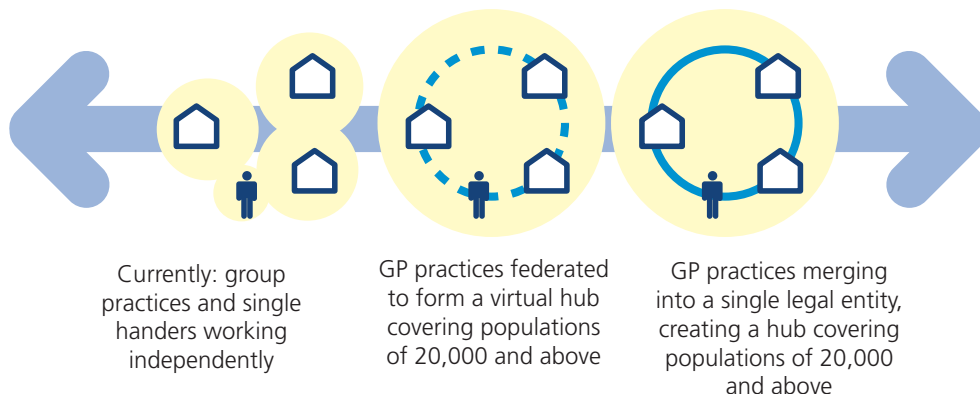 Currently: group
practices and single
handers working
independently
GP practices federated
to form a virtual hub
covering populations
of 20,000 and above
GP practices merging
into a single legal entity,
creating a hub covering
populations of 20,000
and above